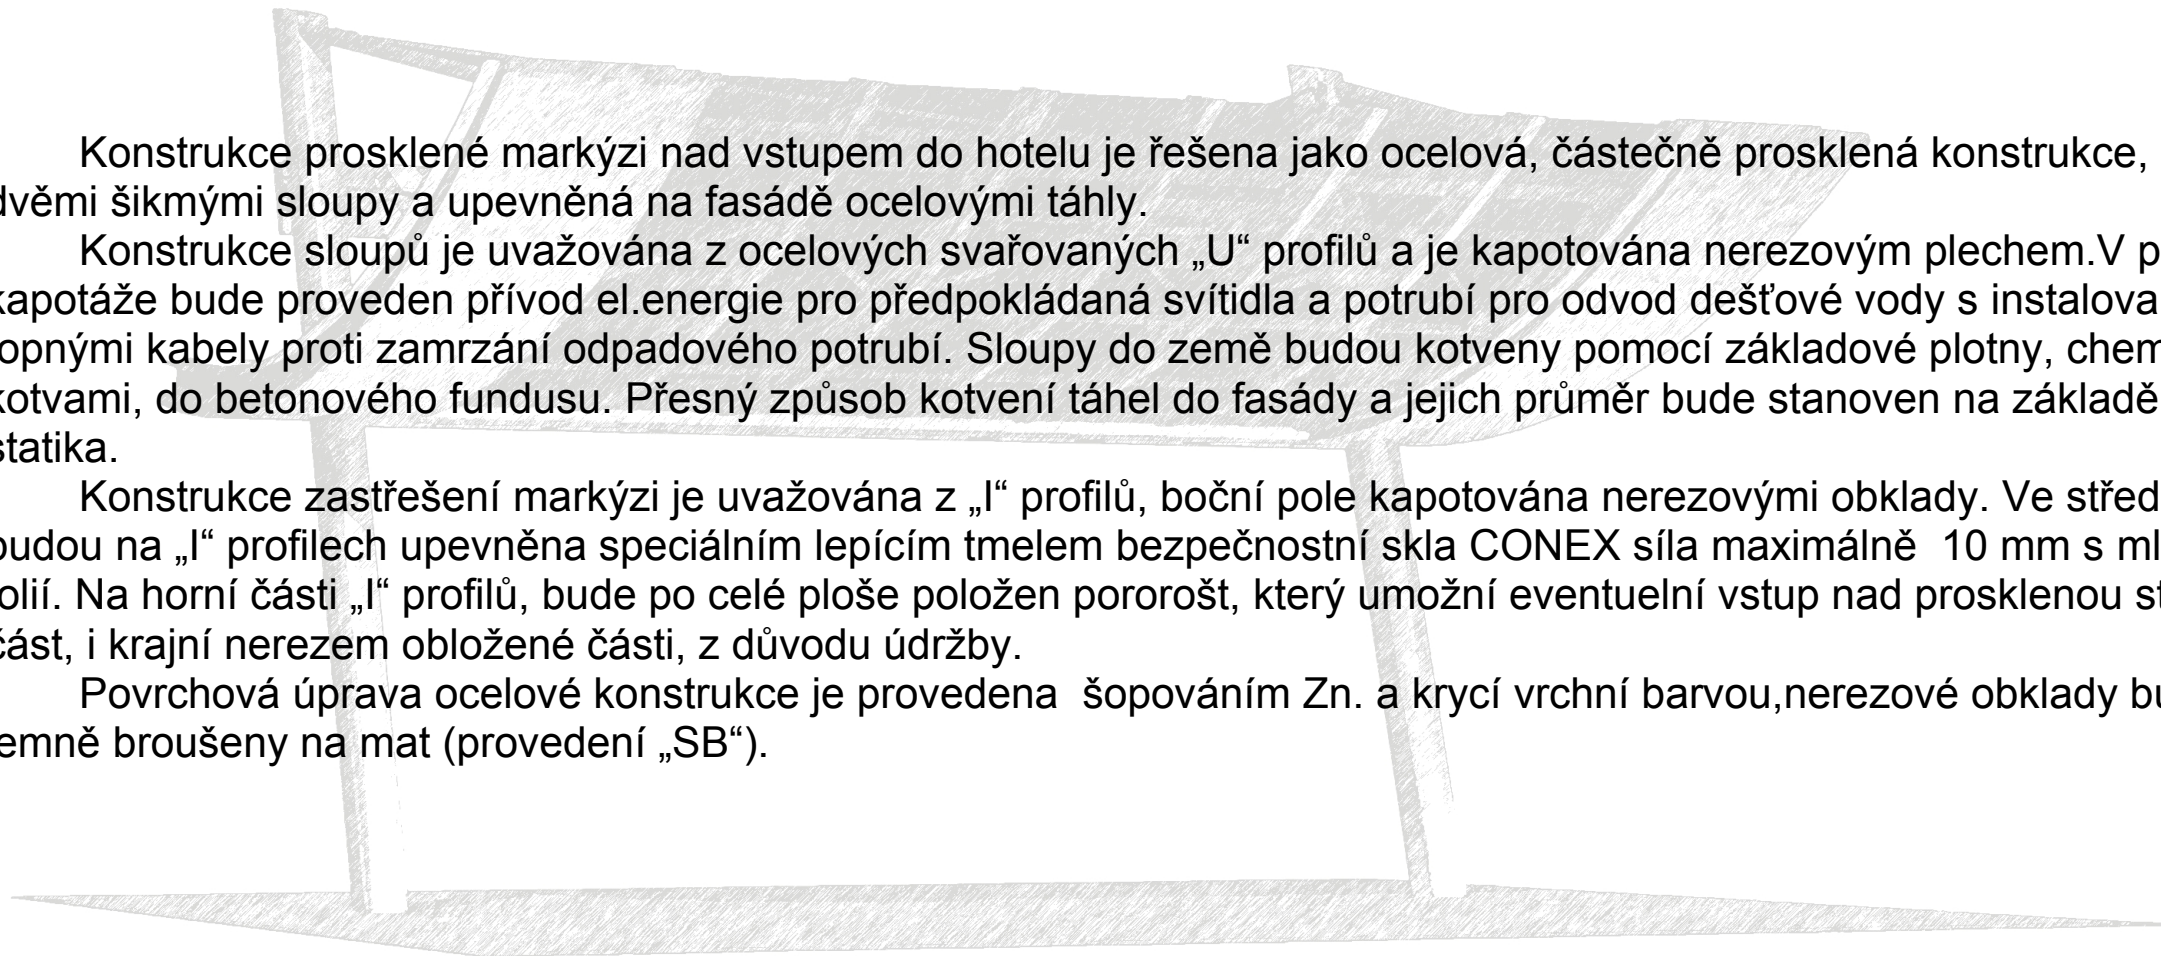 Konstrukce prosklené markýzi nad vstupem do hotelu je řešena jako ocelová, částečně prosklená konstrukce,
dvěmi šikmými sloupy a upevněná na fasádě ocelovými táhly.
Konstrukce sloupů je uvažována z ocelových svařovaných „U“ profilů a je kapotována nerezovým plechem.V
kapotáže bude proveden přívod el.energie pro předpokládaná svítidla a potrubí pro odvod dešťové vody s
topnými kabely proti zamrzání odpadového potrubí. Sloupy do země budou kotveny pomocí základové plotny,
kotvami, do betonového fundusu. Přesný způsob kotvení táhel do fasády a jejich průměr bude stanoven na základě
statika.
Konstrukce zastřešení markýzi je uvažována z „I“ profilů, boční pole kapotována nerezovými obklady. Ve
budou na „I“ profilech upevněna speciálním lepícím tmelem bezpečnostní skla CONEX síla maximálně  10 mm s
folií. Na horní části „I“ profilů, bude po celé ploše položen pororošt, který umožní eventuelní vstup nad prosklenou
část, i krajní nerezem obložené části, z důvodu údržby.
Povrchová úprava ocelové konstrukce je provedena  šopováním Zn. a krycí vrchní barvou,nerezové obklady
jemně broušeny na mat (provedení „SB“).